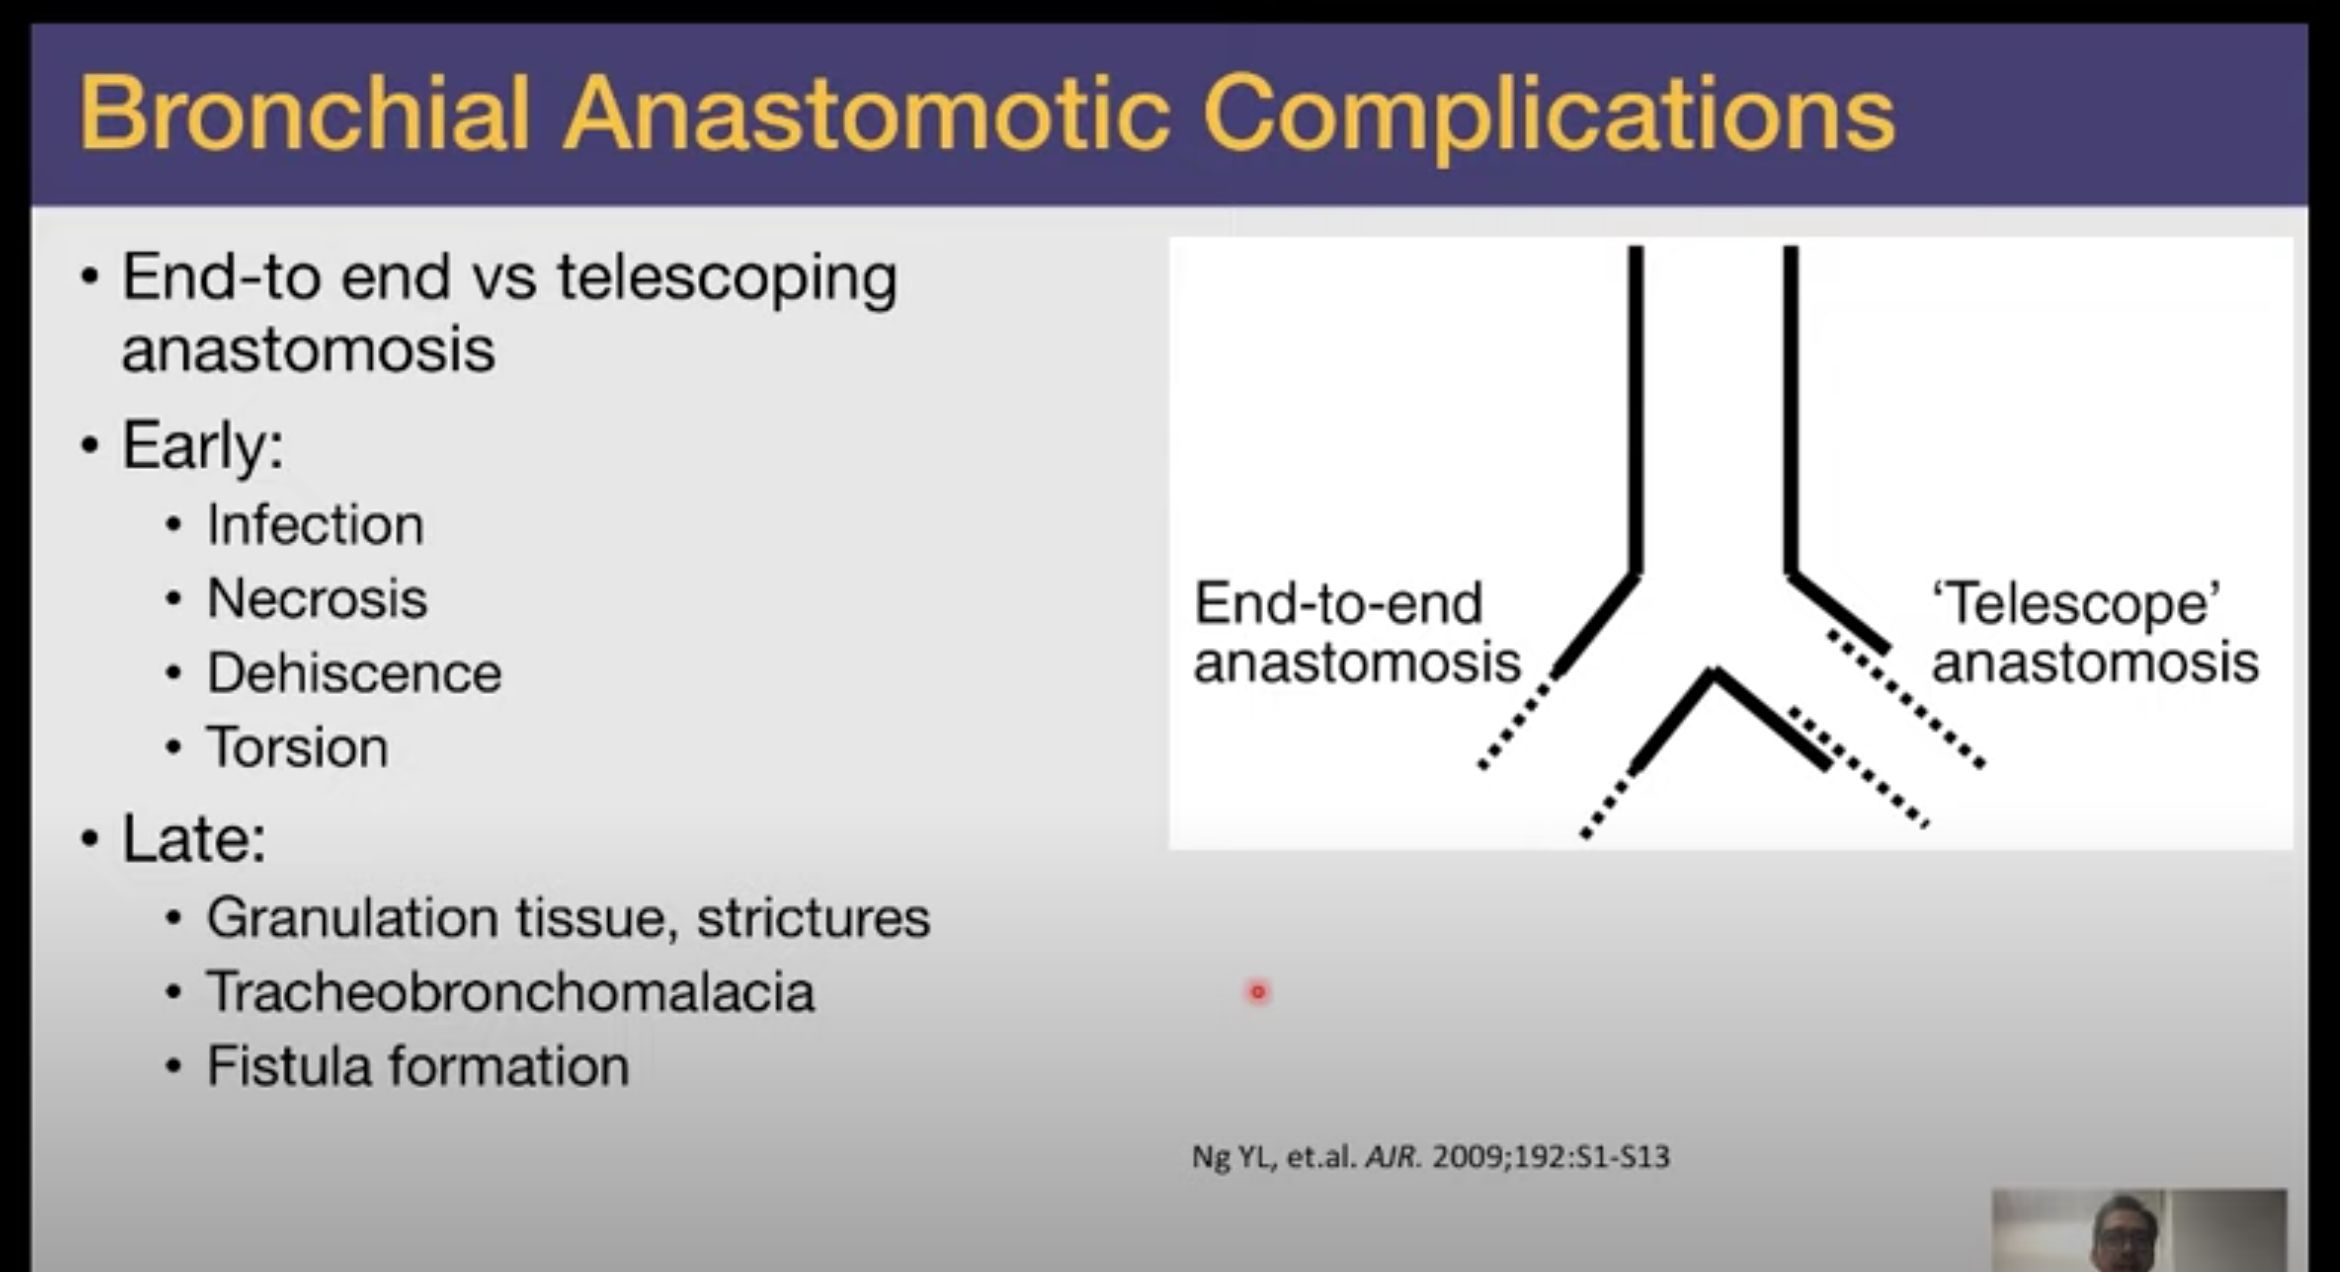 Bronchial Anastomotic Complications
• End-to end vs telescoping
anastomosis
• Early:
• Infection
• Necrosis
• Dehiscence
• Torsion
• Late:
• Granulation tissue, strictures
• Tracheobronchomalacia
• Fistula formation
End-to-end
anastomosis
‘Telescope’
anastomosis
Ng YL, et.al. AJR. 2009;192:S1-S13